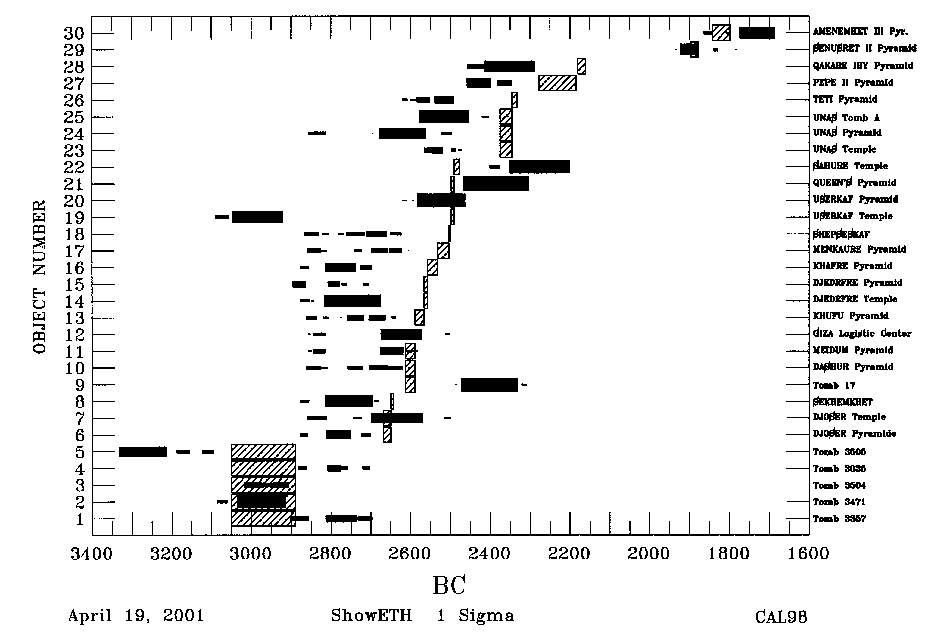 30 AMENEMHET III Pyr.
29 SENUSRET II Pyramid
28 QAKARE IBY Pyramid
27 PEPE II Pyramid
26 TETI Pyramid
25 UNAS Tomb A
24 UNAS Pyramid
23 UNAS Temple
22 SAHURE Temple
21 QUEEN'S Pyramid
20 USERKAF Pyramid
19 USERKAF Temple
18 SHEPSESKAF
17 MENKAURE Pyramid
16 KHAFRE Pyramid
15 DJEDRFRE Pyramid
14 DJEDRFRE Temple
13 KHUFU Pyramid
12 GIZA Logistic Center
11 MEIDUM Pyramid
10 DASHUR Pyramid
9 Tomb 17
8 SEKHEMKHET
7 DJOSER Temple
6 DJOSER Pyramide
5 Tomb
4 Tomb
3 Tomb 3504
2 Tomb 3471
1 Tomb 3357
OBJECT NUMBER
3400 3200 3000 2800 2600 2400 2200 2000 1800 1600
BC
April 19, 2001 ShowETH 1 Sigma CAL98